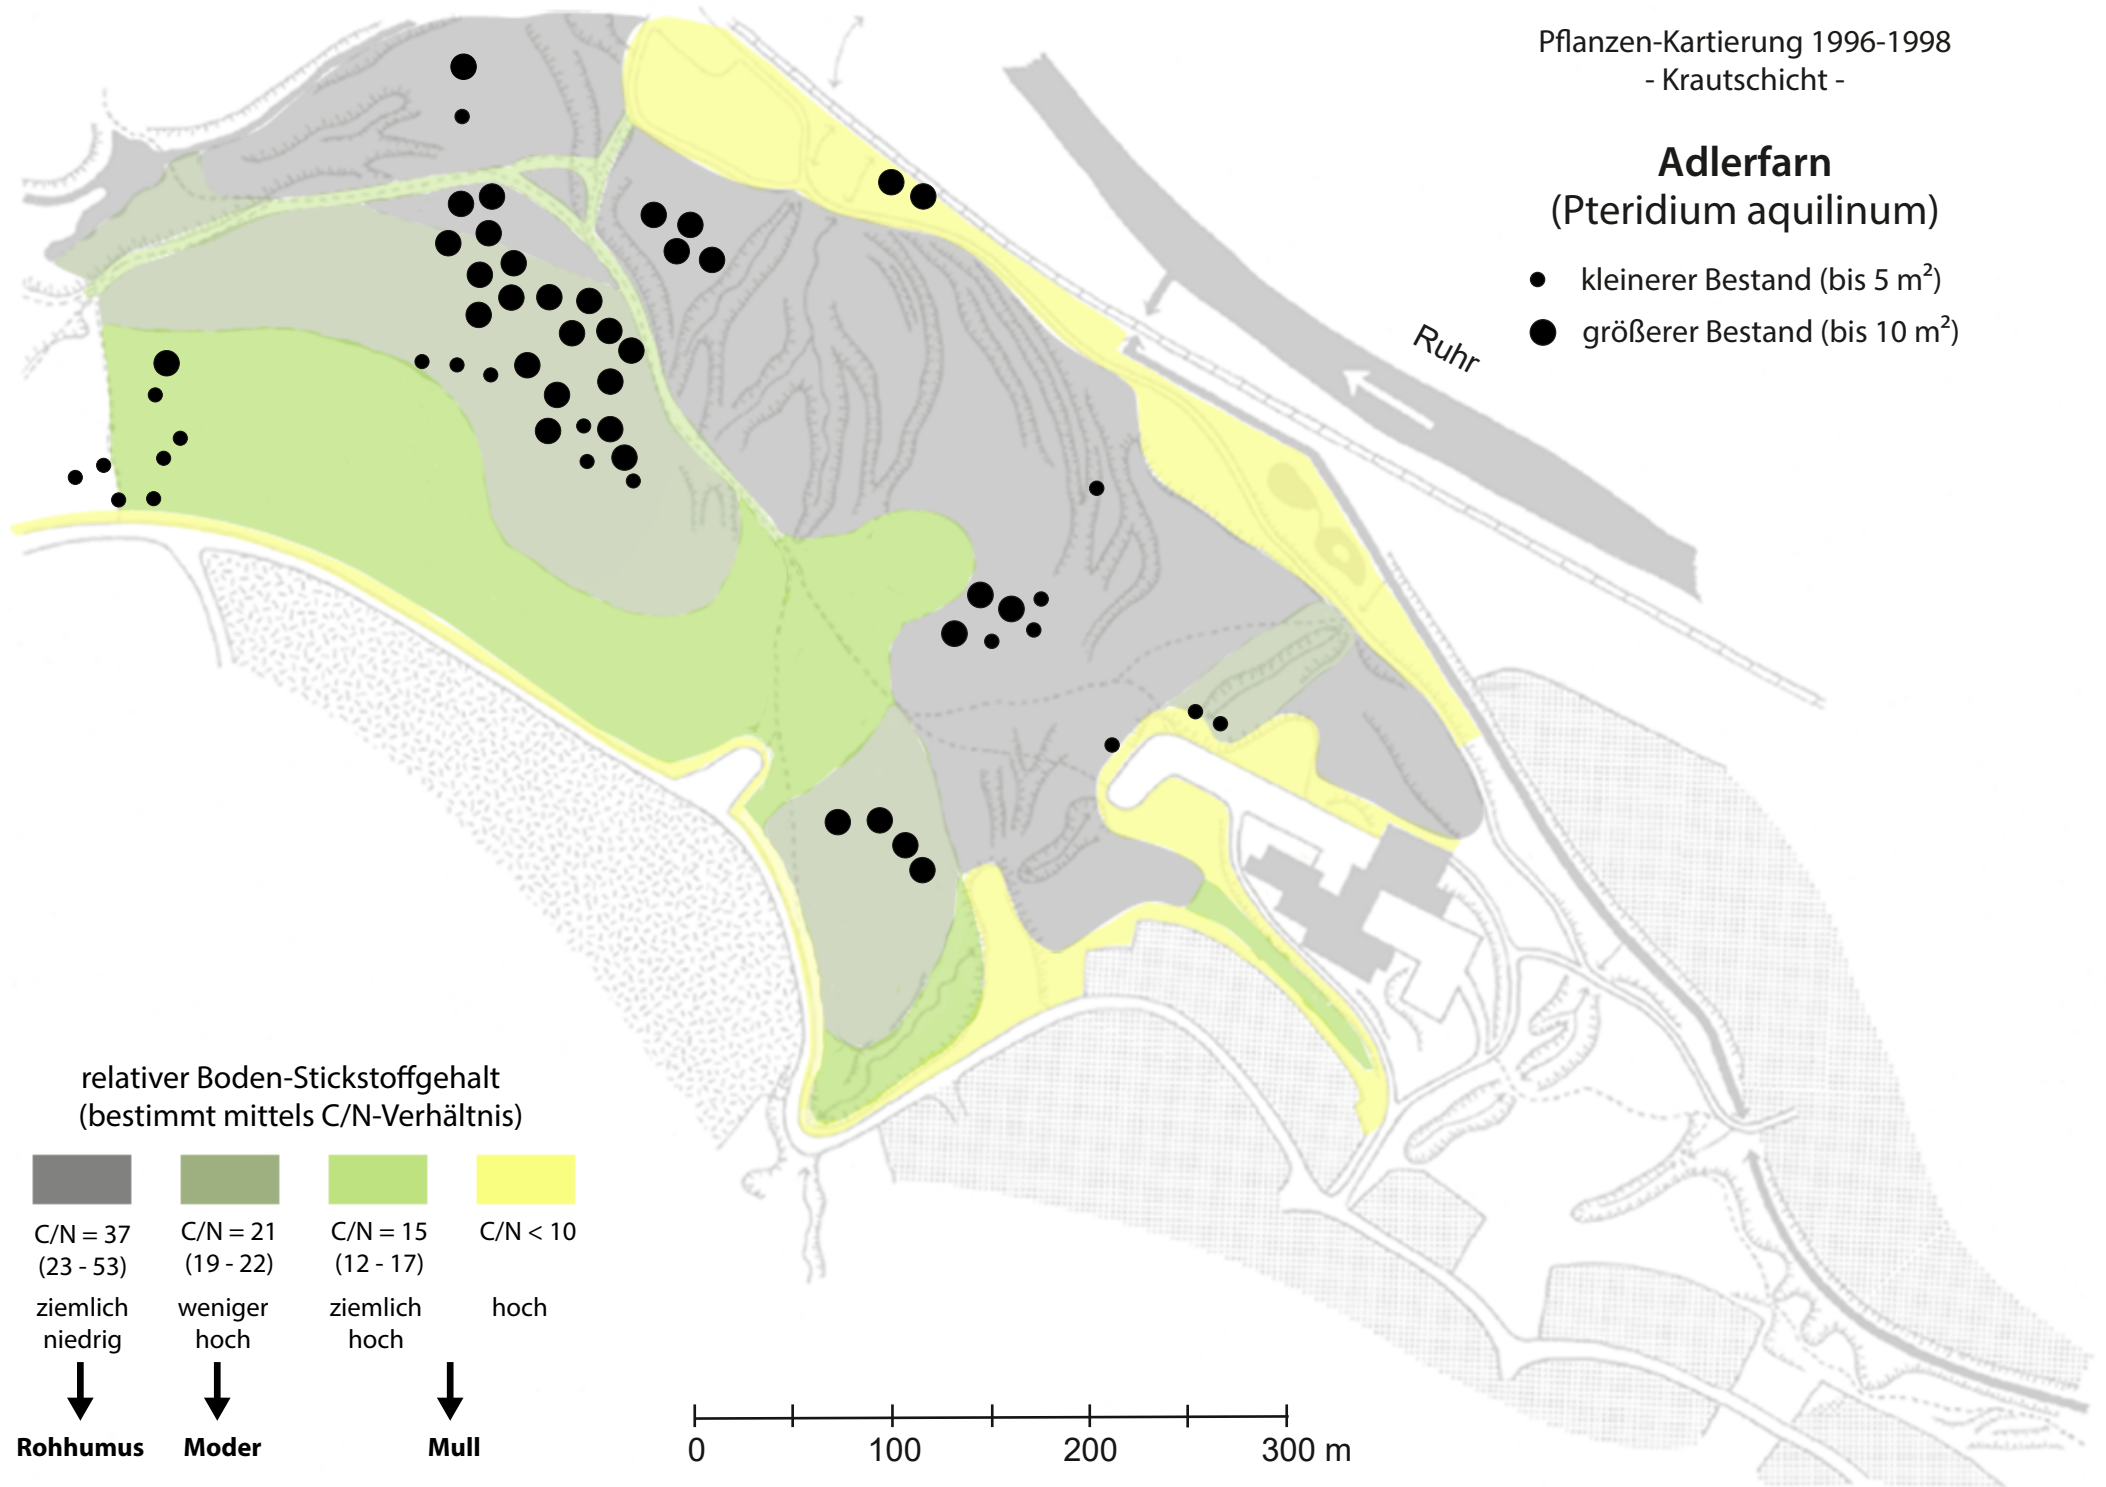 Pflanzen-Kartierung 1996-1998
- Krautschicht -
Adlerfarn
(Pteridium aquilinum)
kleinerer Bestand (bis 5 m²)
größerer Bestand (bis 10 m²)
Ruhr
relativer Boden-Stickstoffgehalt
(bestimmt mittels C/N-Verhältnis)
C/N = 37 C/N = 21 C/N = 15 C/N < 10
(23 - 53) (19 - 22) (12 - 17)
ziemlich weniger ziemlich hoch
niedrig hoch hoch
Rohhumus Moder Mull
0 100 200 300 m